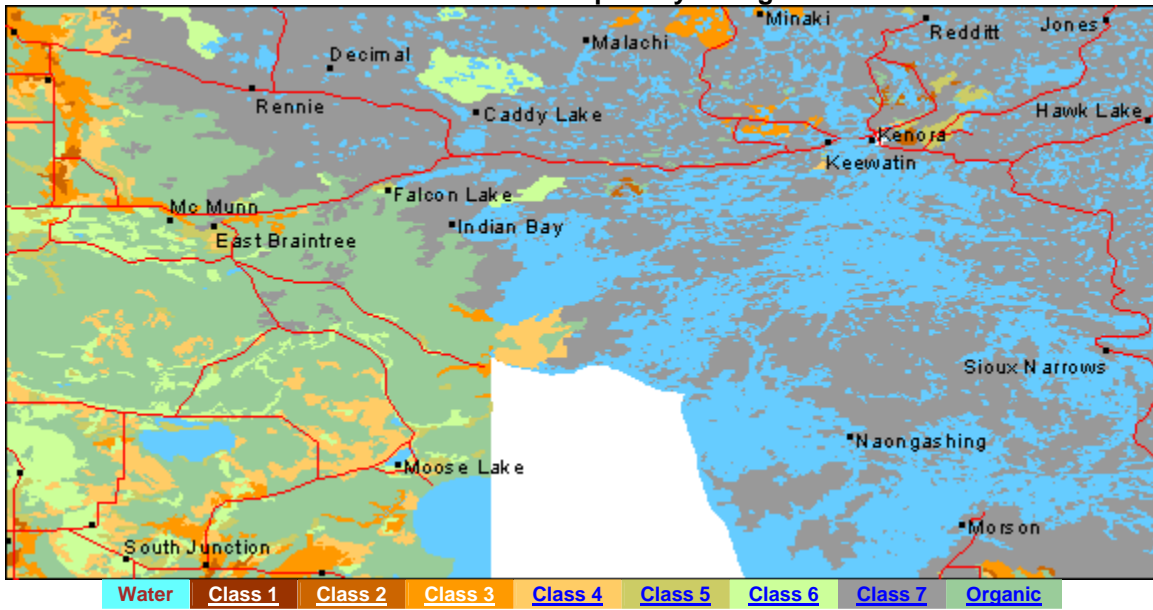 Minaki
Redditt
Jones
Malachi
Decimal
Rennie
Caddy Lake
Hawk Lake
Kenora
Keewatin
Falcon Lake
Mc Munn
Indian Bay
East Braintree
Sioux Narrows
Naongashing
Moose Lake
Morson
South Junction
Water Class 1 Class 2 Class 3 Class 4 Class 5 Class 6 Class 7 Organic